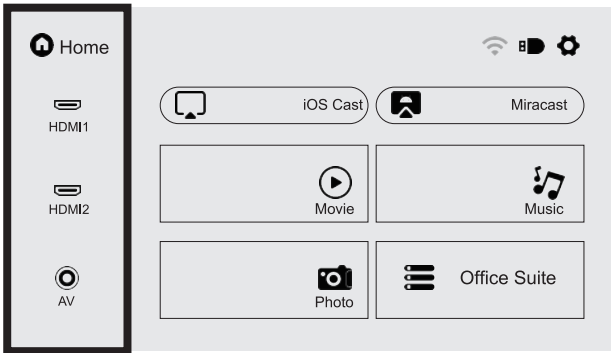 Home
HDMI1
HDMI2
AV
iOS Cast
Miracast
Movie
Music
Photo
Office Suite